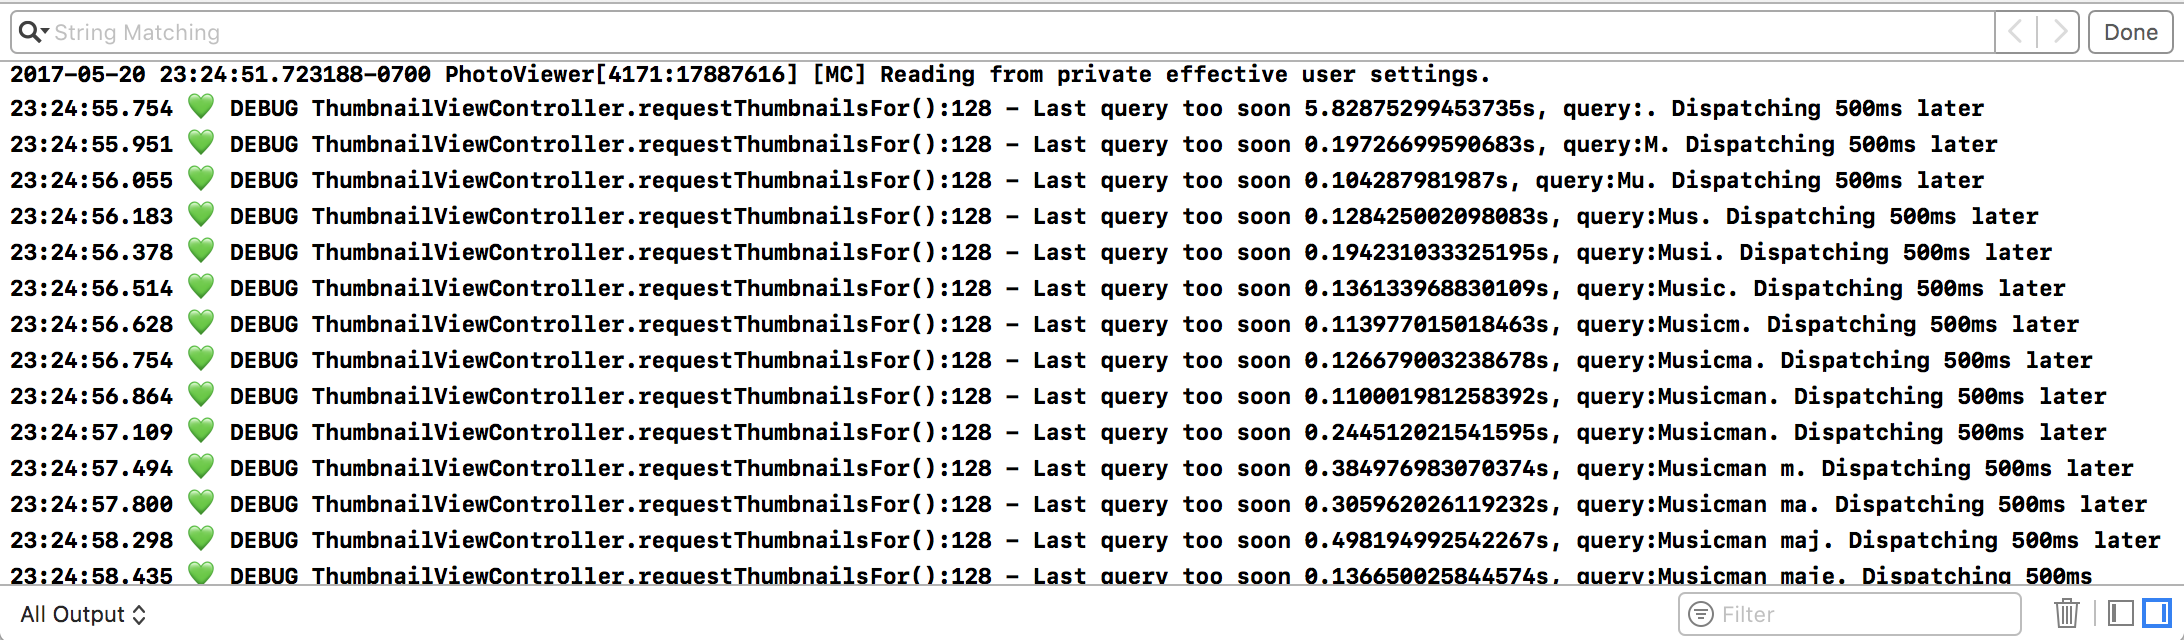 String Matching
Done
2017-05-20 23:24:51.723188-0700 PhotoViewer[4171:17887616] [MC] Reading from private effective user settings.
23:24:55.754 💚 DEBUG ThumbnailViewController.requestThumbnailsFor():128 - Last query too soon 5.82875299453735s, query:. Dispatching 500ms later
23:24:55.951 💚 DEBUG ThumbnailViewController.requestThumbnailsFor():128 - Last query too soon 0.19726699590683s, query:M. Dispatching 500ms later
23:24:56.055 💚 DEBUG ThumbnailViewController.requestThumbnailsFor():128 - Last query too soon 0.104287981987s, query:Mu. Dispatching 500ms later
23:24:56.183 💚 DEBUG ThumbnailViewController.requestThumbnailsFor():128 - Last query too soon 0.128425002098083s, query:Mus. Dispatching 500ms later
23:24:56.378 💚 DEBUG ThumbnailViewController.requestThumbnailsFor():128 - Last query too soon 0.194231033325195s, query:Musi. Dispatching 500ms later
23:24:56.514 💚 DEBUG ThumbnailViewController.requestThumbnailsFor():128 - Last query too soon 0.136133968830109s, query:Music. Dispatching 500ms later
23:24:56.628 💚 DEBUG ThumbnailViewController.requestThumbnailsFor():128 - Last query too soon 0.113977015018463s, query:Musicm. Dispatching 500ms later
23:24:56.754 💚 DEBUG ThumbnailViewController.requestThumbnailsFor():128 - Last query too soon 0.126679003238678s, query:Musicma. Dispatching 500ms later
23:24:56.864 💚 DEBUG ThumbnailViewController.requestThumbnailsFor():128 - Last query too soon 0.110001981258392s, query:Musicman. Dispatching 500ms later
23:24:57.109 💚 DEBUG ThumbnailViewController.requestThumbnailsFor():128 - Last query too soon 0.244512021541595s, query:Musicman. Dispatching 500ms later
23:24:57.494 💚 DEBUG ThumbnailViewController.requestThumbnailsFor():128 - Last query too soon 0.384976983070374s, query:Musicman m. Dispatching 500ms later
23:24:57.800 💚 DEBUG ThumbnailViewController.requestThumbnailsFor():128 - Last query too soon 0.305962026119232s, query:Musicman ma. Dispatching 500ms later
23:24:58.298 💚 DEBUG ThumbnailViewController.requestThumbnailsFor():128 - Last query too soon 0.498194992542267s, query:Musicman maj. Dispatching 500ms later
23:24:58.435 💚 DEBUG ThumbnailViewController.requestThumbnailsFor():128 - Last query too soon 0.136650025844574s, query:Musicman maje. Dispatching 500ms
All Output
Filter